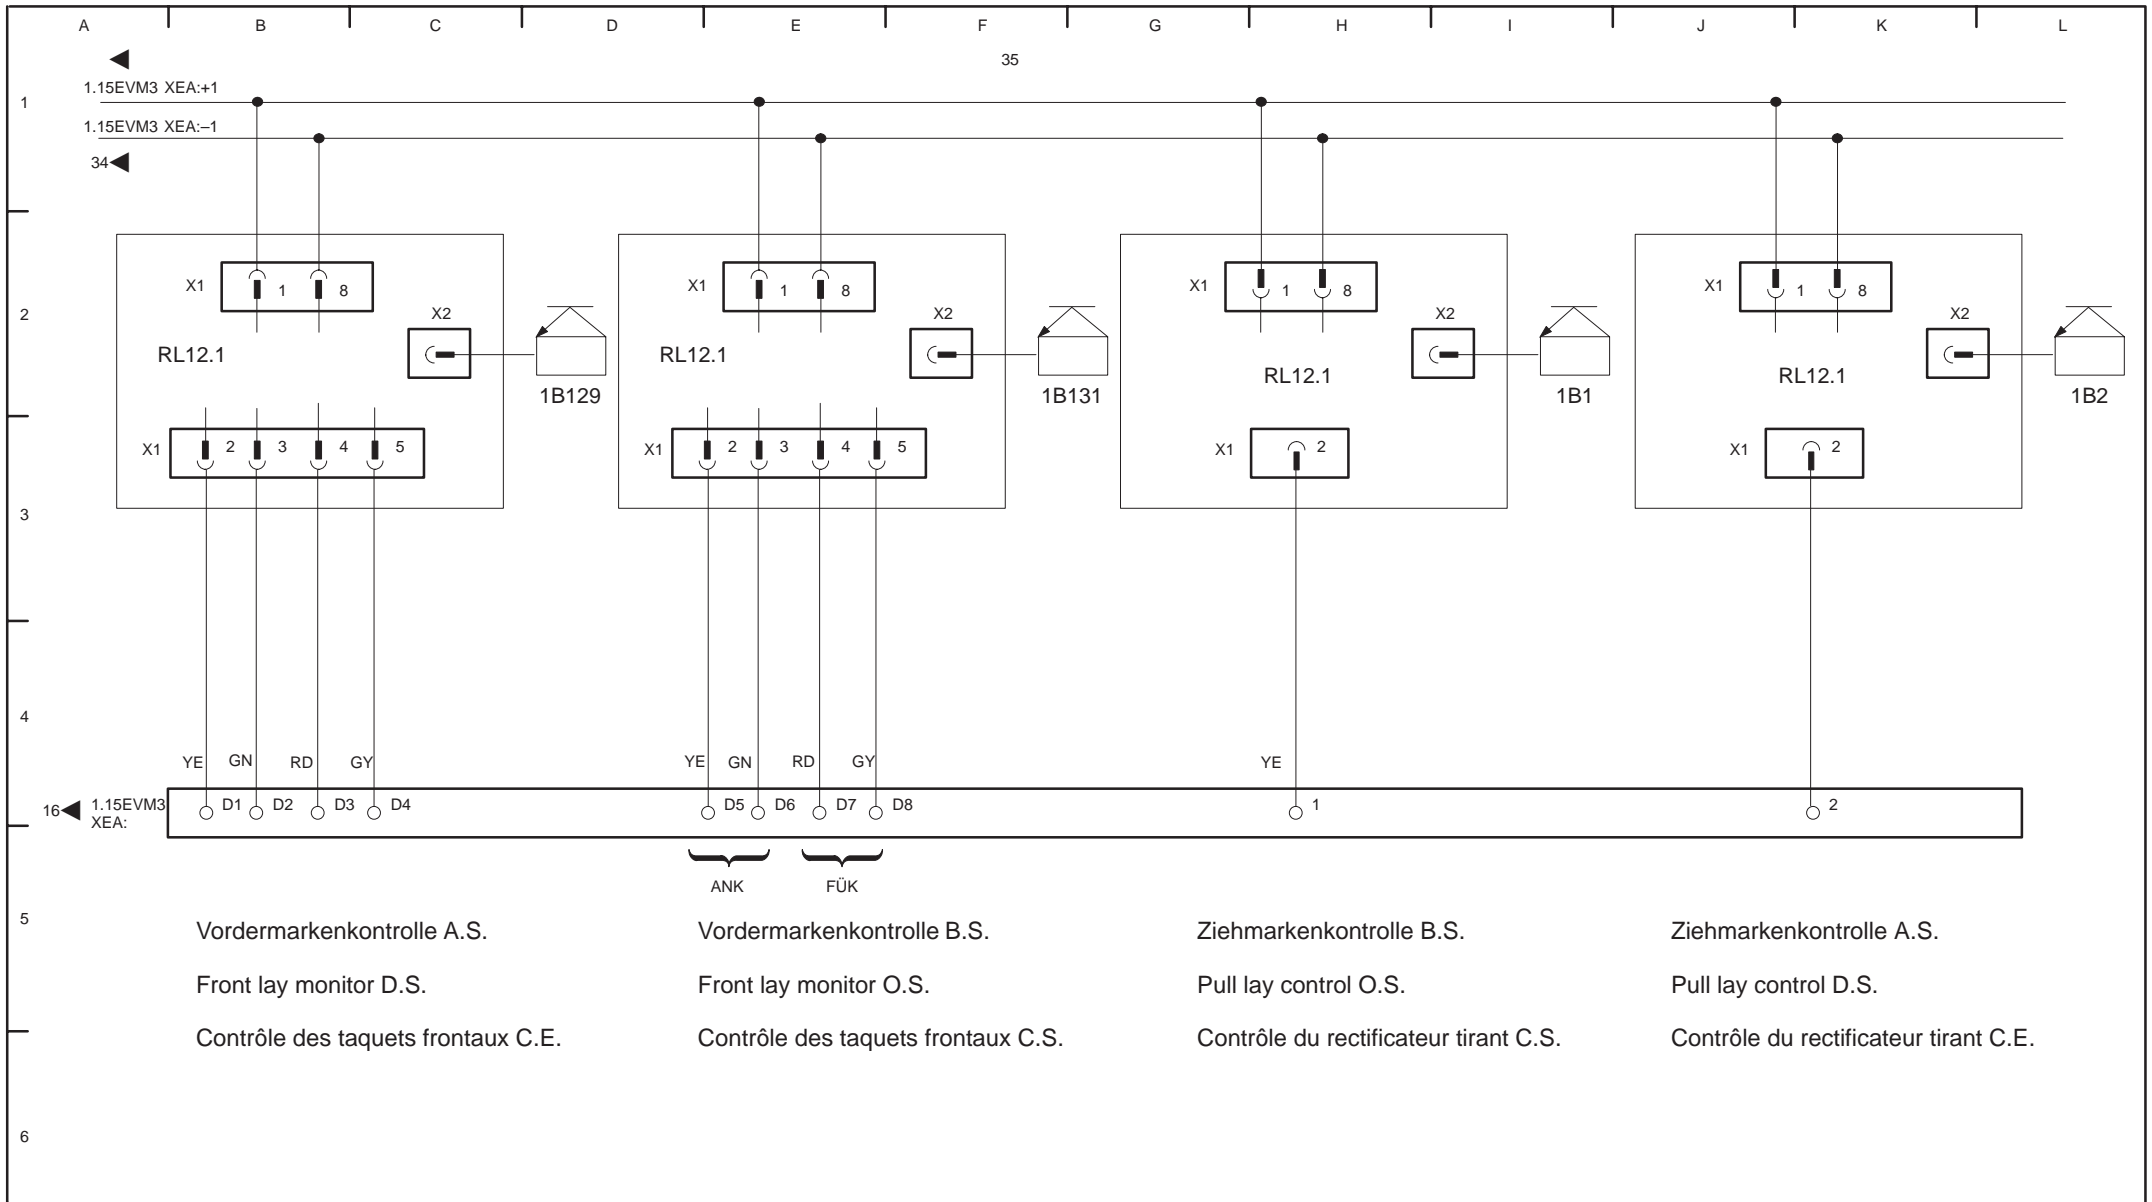 A B C D E F G H I J K L
35
1.15EVM3 XEA:+1
1
1.15EVM3 XEA:–1
34
X1 1 8
X1 1 8
X1 1 8
X1 1 8
2
X2
X2
X2
X2
RL12.1
RL12.1
RL12.1
RL12.1
1B129
1B131
1B1
1B2
X1 2 3 4 5
X1 2 3 4 5
X1 2
X1 2
3
4
YE GN RD GY
YE GN RD GY
YE
16 1.15EVM3
XEA:
D1 D2 D3 D4 D5 D6 D7 D8 1 2
ANK FÜK
5
Vordermarkenkontrolle A.S.
Front lay monitor D.S.
Contrôle des taquets frontaux C.E.
Vordermarkenkontrolle B.S.
Front lay monitor O.S.
Contrôle des taquets frontaux C.S.
Ziehmarkenkontrolle B.S.
Pull lay control O.S.
Contrôle du rectificateur tirant C.S.
Ziehmarkenkontrolle A.S.
Pull lay control D.S.
Contrôle du rectificateur tirant C.E.
6